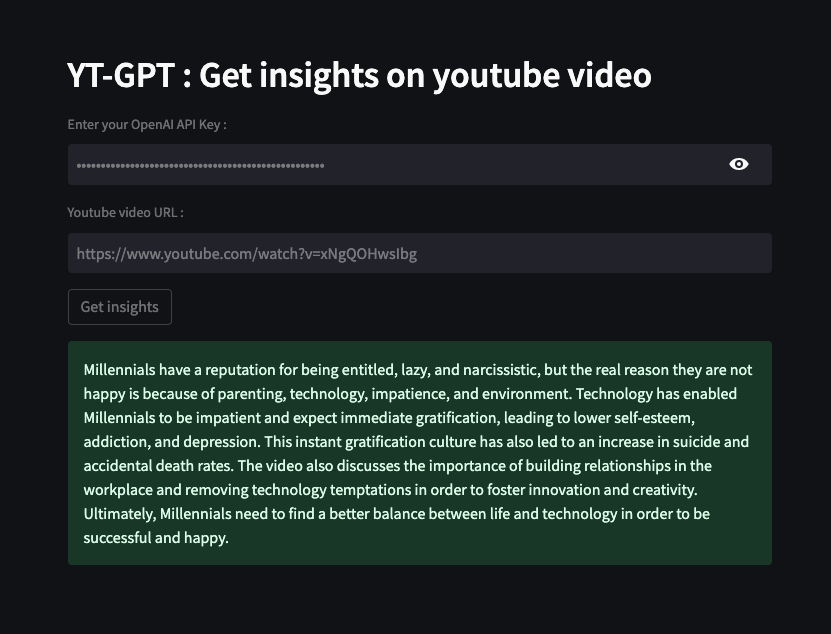 YT-GPT : Get insights on youtube video
Enter your OpenAI API Key :
••••••••••••••••••••••••••••••••••••••••••••••••••••
Youtube video URL :
https://www.youtube.com/watch?v=xNgQOHwsIbg
Get insights
Millennials have a reputation for being entitled, lazy, and narcissistic, but the real reason they are not
happy is because of parenting, technology, impatience, and environment. Technology has enabled
Millennials to be impatient and expect immediate gratification, leading to lower self-esteem,
addiction, and depression. This instant gratification culture has also led to an increase in suicide and
accidental death rates. The video also discusses the importance of building relationships in the
workplace and removing technology temptations in order to foster innovation and creativity.
Ultimately, Millennials need to find a better balance between life and technology in order to be
successful and happy.